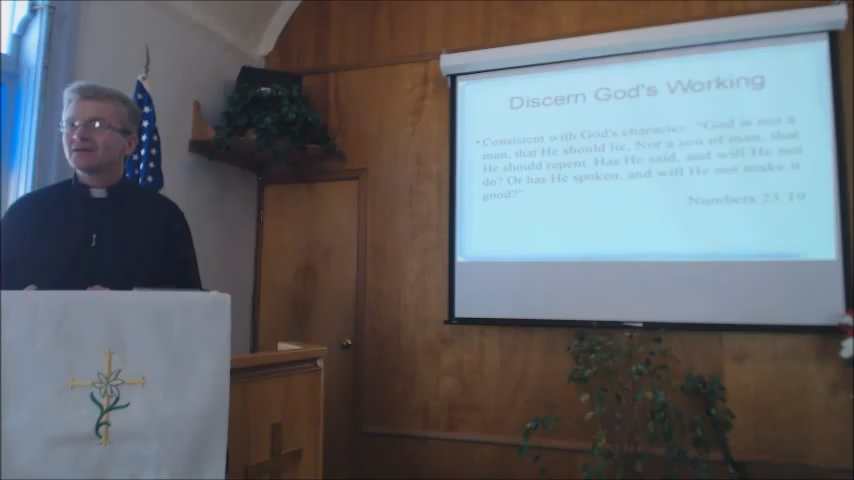 Discern God's Working
• Consistent with God's character: "God is not a
man, that He should lie, Nor a son of man, that
He should repent. Has He said, and will He not
do? Or has He spoken, and will He not make it
good?"
Numbers 23.19